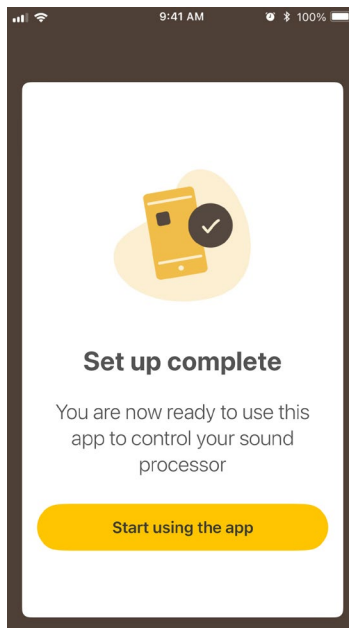 9:41 AM
100%
Set up complete
You are now ready to use this
app to control your sound
processor
Start using the app